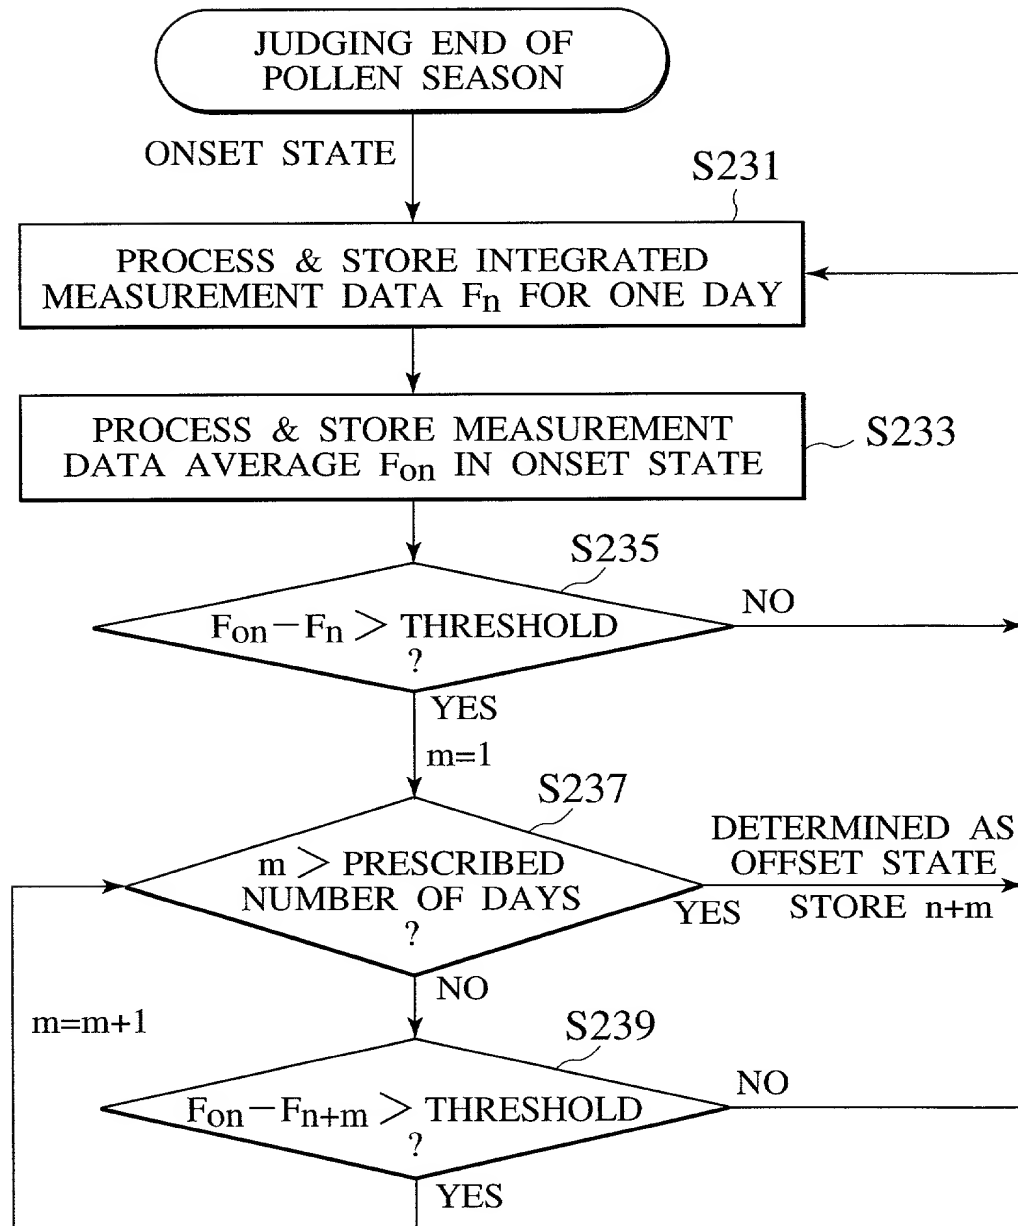 JUDGING END OF
POLLEN SEASON
ONSET STATE
S231
PROCESS & STORE INTEGRATED
MEASUREMENT DATA Fn FOR ONE DAY
S233
PROCESS & STORE MEASUREMENT
DATA AVERAGE Fon IN ONSET STATE
S235
Fon−Fn > THRESHOLD
?
NO
YES
m=1
S237
m > PRESCRIBED
NUMBER OF DAYS
?
DETERMINED AS
OFFSET STATE
YES STORE n+m
NO
m=m+1
S239
Fon−Fn+m > THRESHOLD
?
NO
YES